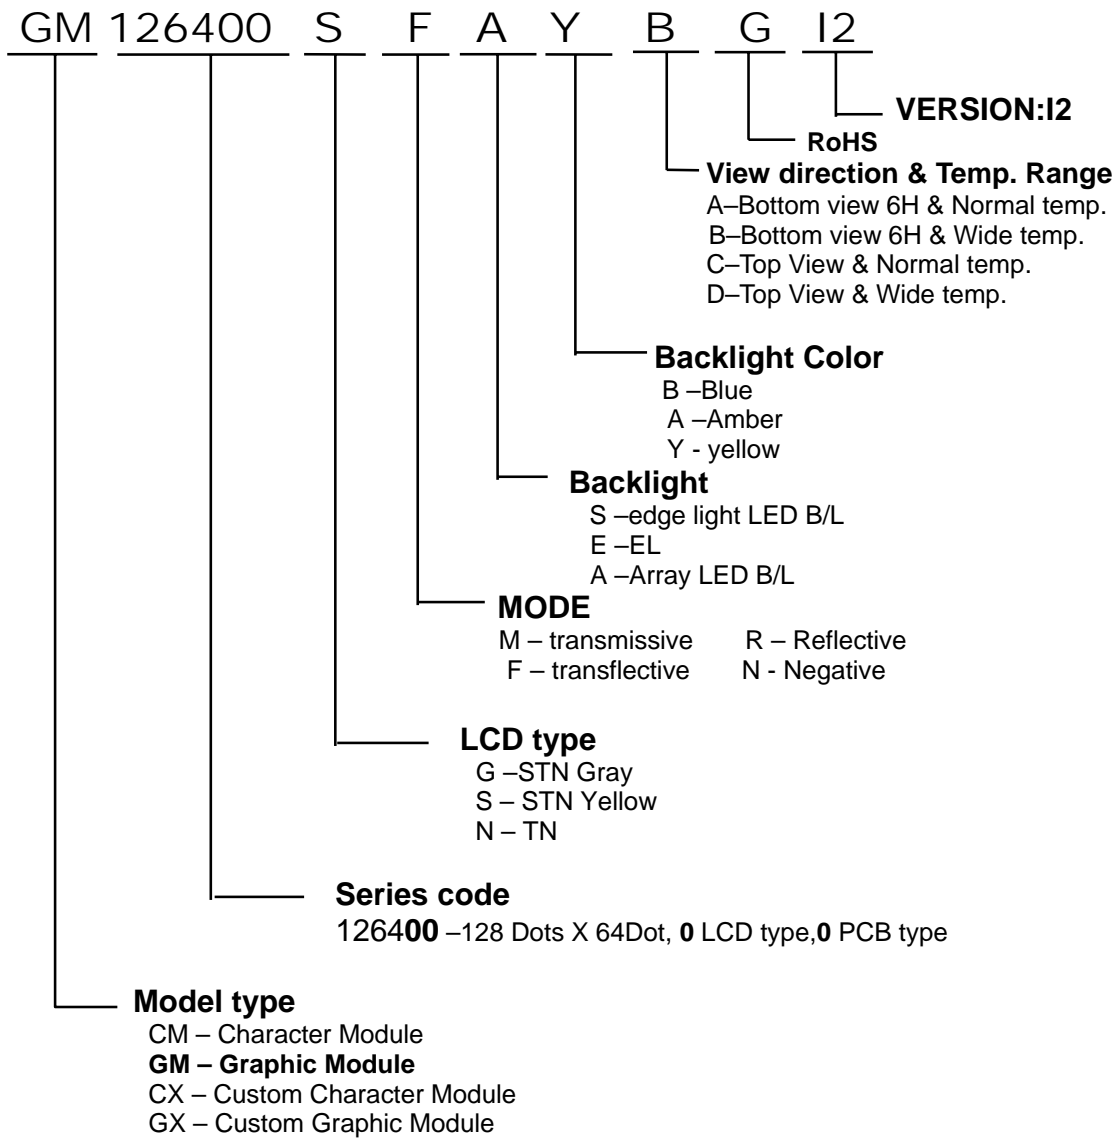 GM 126400 S F A Y B G I2
VERSION:I2
RoHS
View direction & Temp. Range
A–Bottom view 6H & Normal temp.
B–Bottom view 6H & Wide temp.
C–Top View & Normal temp.
D–Top View & Wide temp.
Backlight Color
B –Blue
A –Amber
Y - yellow
Backlight
S –edge light LED B/L
E –EL
A –Array LED B/L
MODE
M – transmissive R – Reflective
F – transflective N - Negative
LCD type
G –STN Gray
S – STN Yellow
N – TN
Series code
126400 –128 Dots X 64Dot, 0 LCD type,0 PCB type
Model type
CM – Character Module
GM – Graphic Module
CX – Custom Character Module
GX – Custom Graphic Module